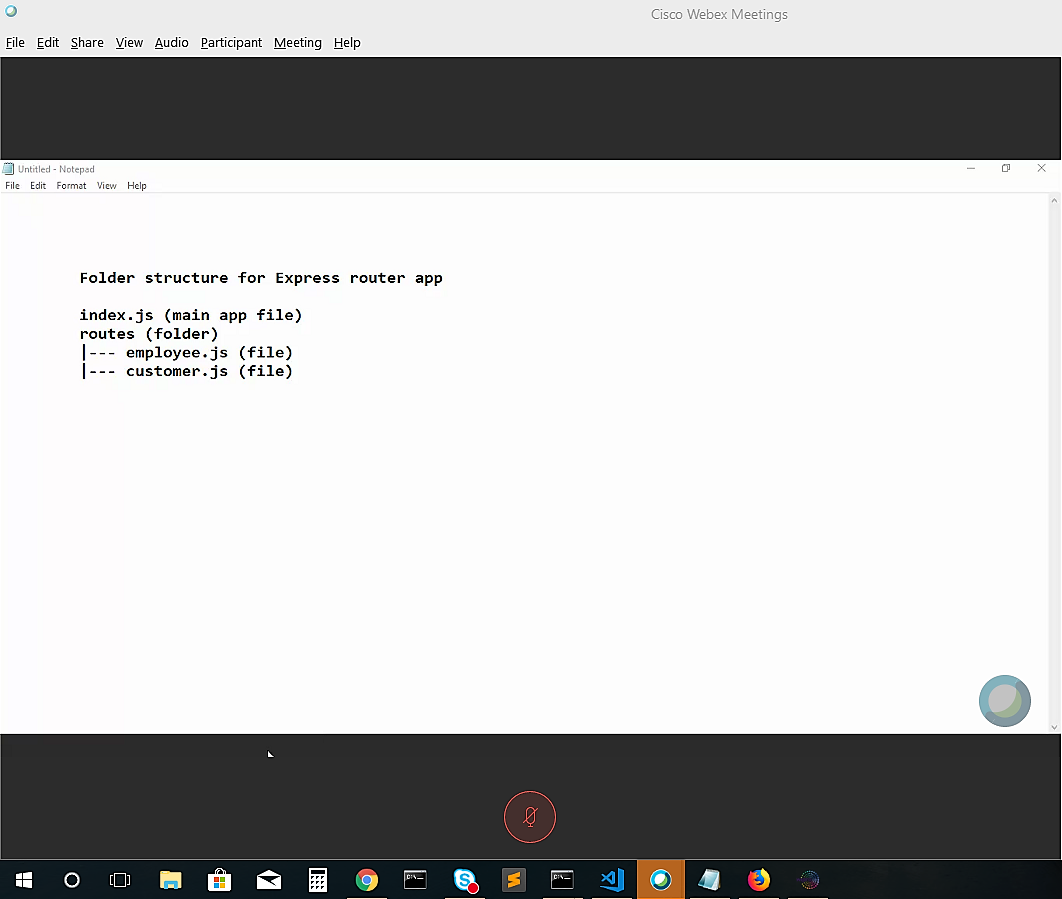 Cisco Webex Meetings
File Edit Share View Audio Participant Meeting Help
Untitled - Notepad
File Edit Format View Help
Folder structure for Express router app
index.js (main app file)
routes (folder)
|--- employee.js (file)
|--- customer.js (file)